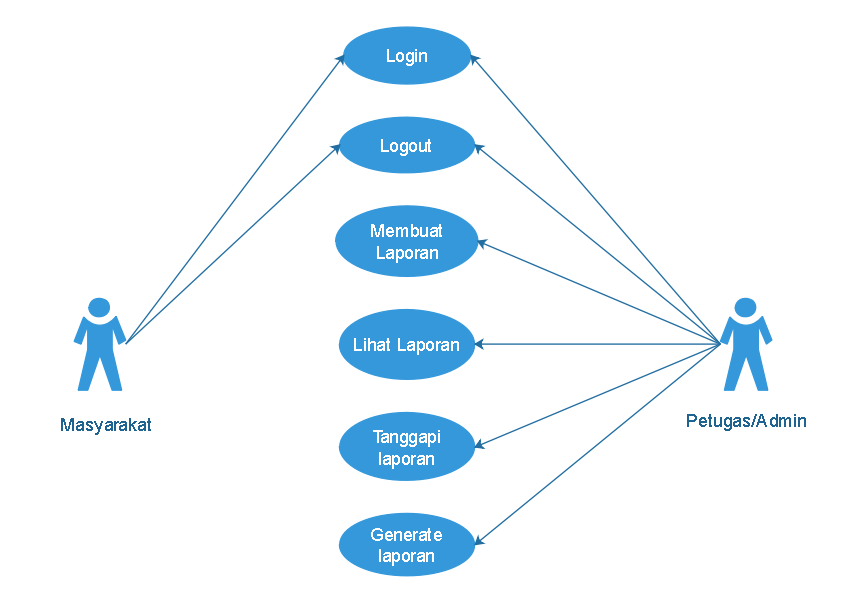 Login
Logout
Membuat
Laporan
Lihat Laporan
Tanggapi
laporan
Generate
laporan
Masyarakat
Petugas/Admin